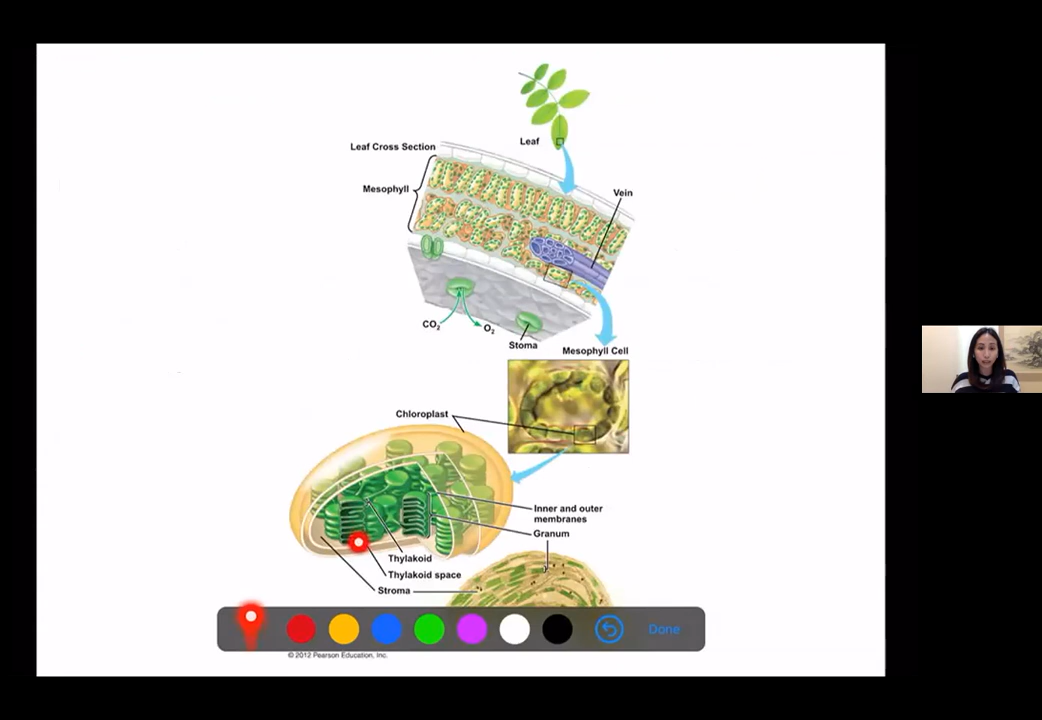 Leaf
Leaf Cross Section
Mesophyll
Vein
CO2
O2
Stoma
Mesophyll Cell
Chloroplast
Inner and outer
membranes
Granum
Thylakoid
Thylakoid space
Stroma
Done
© 2012 Pearson Education, Inc.